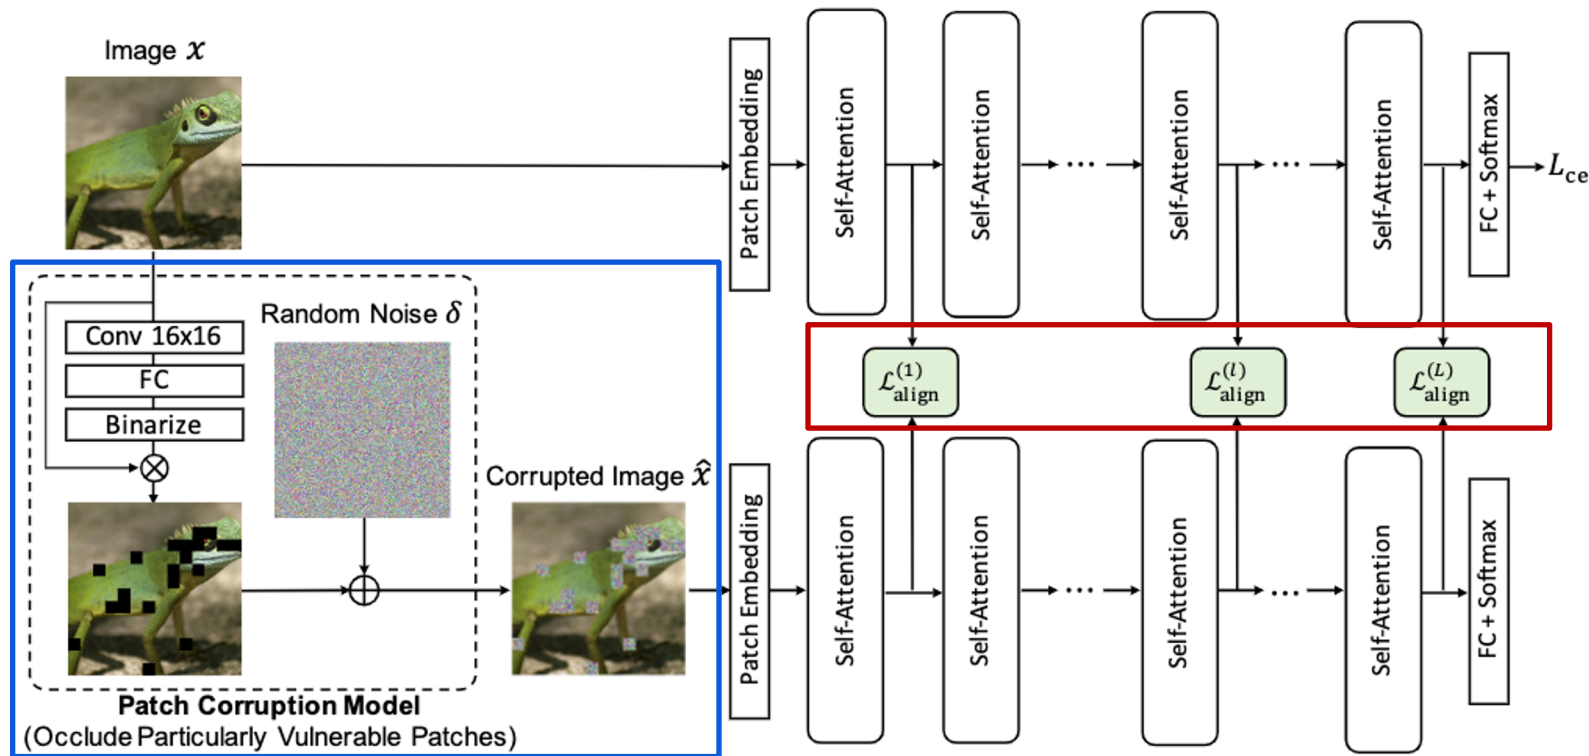 Image x
Patch Embedding
Self-Attention
Self-Attention
...
Self-Attention
...
Self-Attention
FC + Softmax
L_ce
Random Noise δ
Conv 16x16
FC
Binarize
ℒ_align^(1)
ℒ_align^(l)
ℒ_align^(L)
Corrupted Image x̂
Patch Embedding
Self-Attention
Self-Attention
...
Self-Attention
...
Self-Attention
FC + Softmax
Patch Corruption Model
(Occlude Particularly Vulnerable Patches)